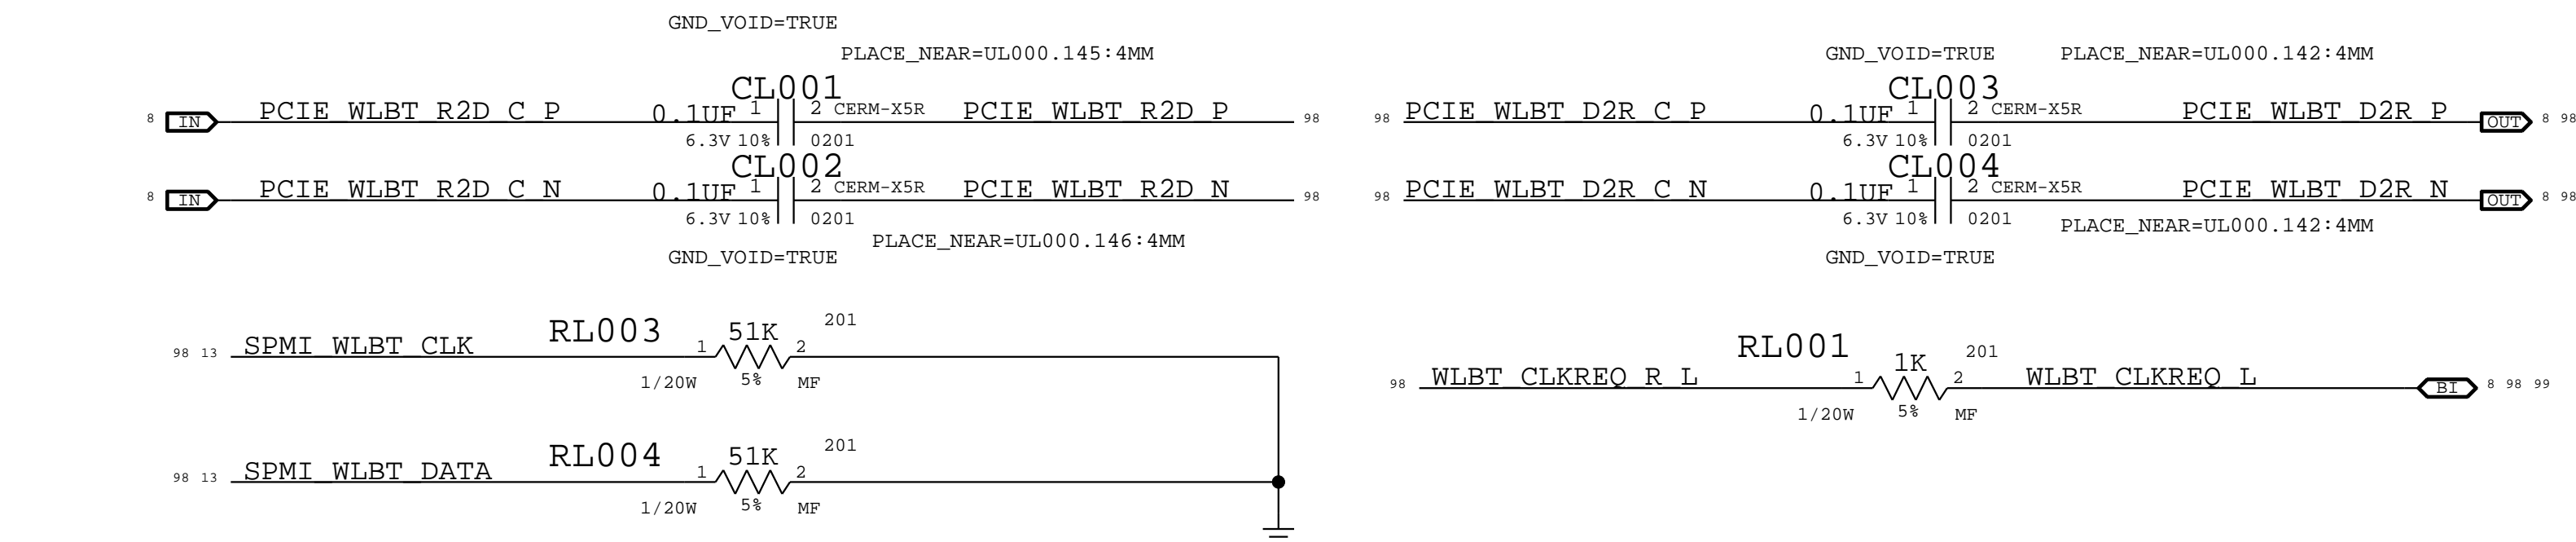 GND_VOID=TRUE
PLACE_NEAR=UL000.145:4MM
CL001
8 IN PCIE_WLBT_R2D_C_P 0.1UF 1 2 CERM-X5R PCIE_WLBT_R2D_P 98
6.3V 10% 0201
CL002
8 IN PCIE_WLBT_R2D_C_N 0.1UF 1 2 CERM-X5R PCIE_WLBT_R2D_N 98
6.3V 10% 0201
PLACE_NEAR=UL000.146:4MM
GND_VOID=TRUE
GND_VOID=TRUE PLACE_NEAR=UL000.142:4MM
CL003
98 PCIE_WLBT_D2R_C_P 0.1UF 1 2 CERM-X5R PCIE_WLBT_D2R_P OUT 8 98
6.3V 10% 0201
CL004
98 PCIE_WLBT_D2R_C_N 0.1UF 1 2 CERM-X5R PCIE_WLBT_D2R_N OUT 8 98
6.3V 10% 0201
PLACE_NEAR=UL000.142:4MM
GND_VOID=TRUE
RL003 51K 201
98 13 SPMI_WLBT_CLK 1 2
1/20W 5% MF
RL004 51K 201
98 13 SPMI_WLBT_DATA 1 2
1/20W 5% MF
RL001 1K 201
98 WLBT_CLKREQ_R_L 1 2 WLBT_CLKREQ_L BI 8 98 99
1/20W 5% MF